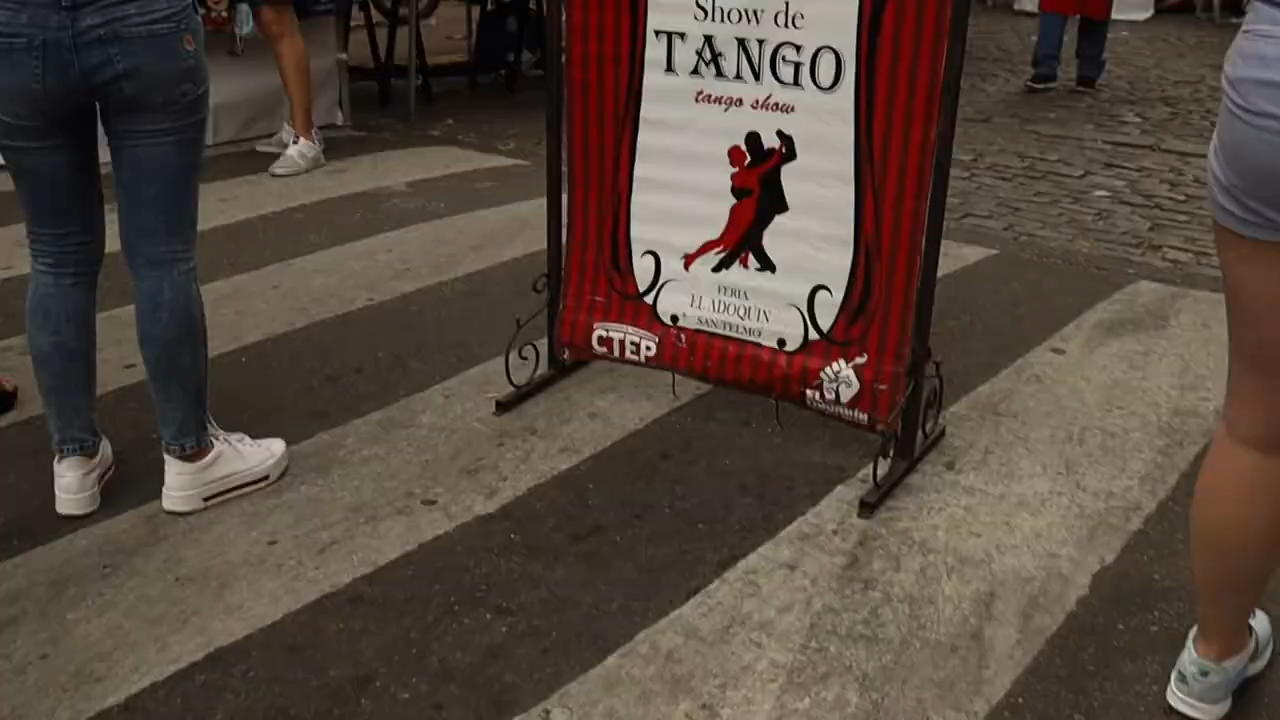 Show de
TANGO
tango show
FERIA
EL ADOQUIN
SAN TELMO
CTEP